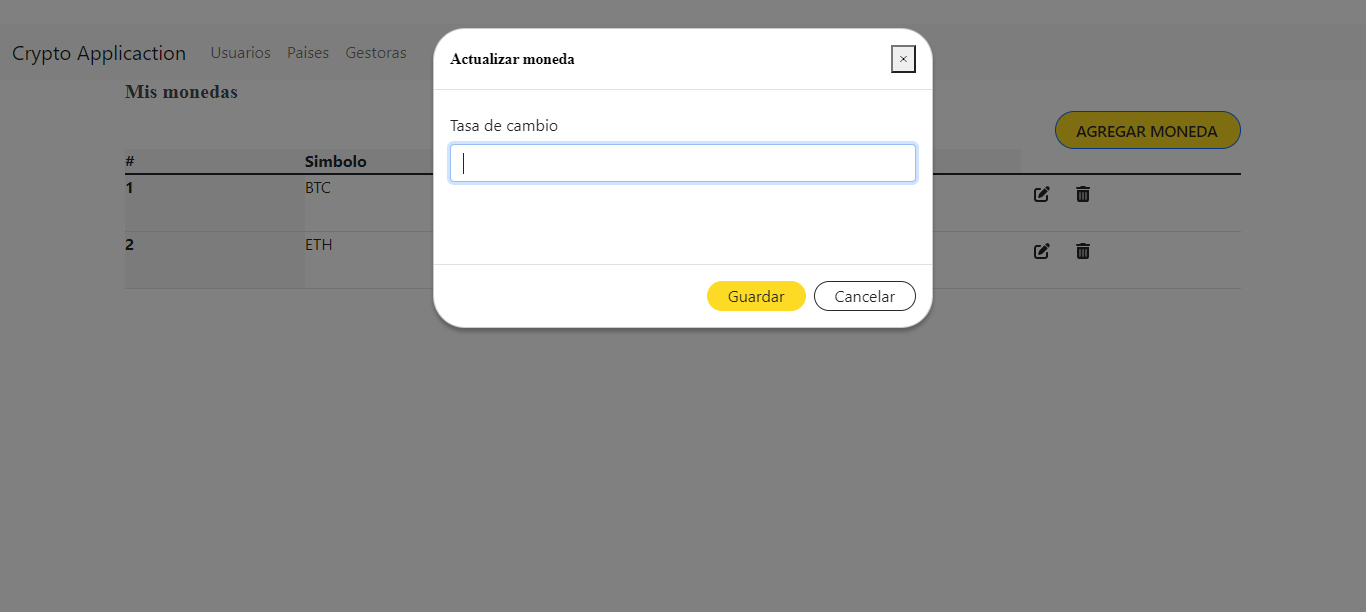 Crypto Applicaction Usuarios Paises Gestoras
Mis monedas
AGREGAR MONEDA
# Simbolo
1 BTC
2 ETH
Actualizar moneda ×
Tasa de cambio
Guardar Cancelar